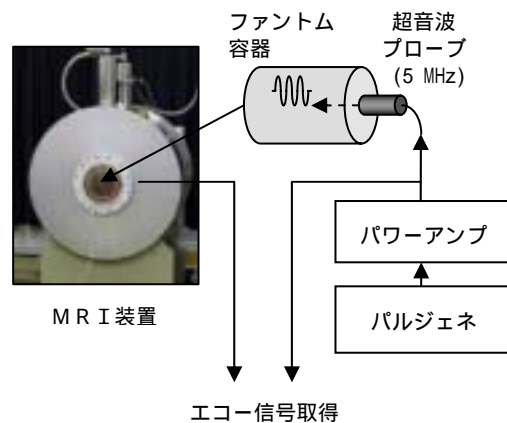 ファントム
容器
超音波
プローブ
(5 MHz)
パワーアンプ
パルジェネ
ＭＲＩ装置
エコー信号取得